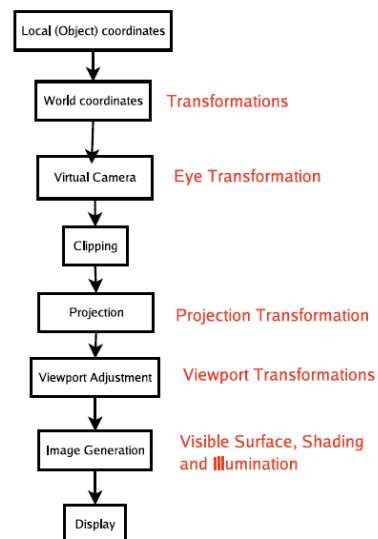 Local (Object) coordinates
World coordinates
Transformations
Virtual Camera
Eye Transformation
Clipping
Projection
Projection Transformation
Viewport Adjustment
Viewport Transformations
Image Generation
Visible Surface, Shading
and Illumination
Display